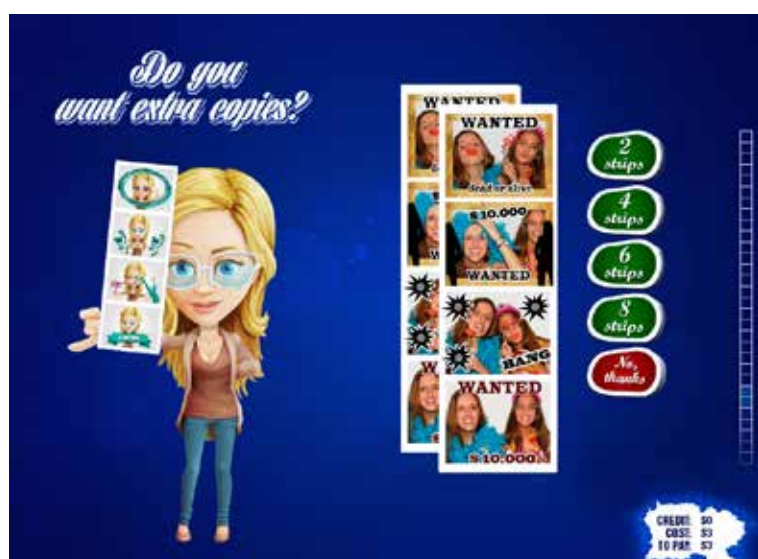 Do you
want extra copies?
WANTED
WANTED
Dead or alive
$10.000
WANTED
BANG
WANTED
$10.000
2
strips
4
strips
6
strips
8
strips
No,
thanks
CREDIT: $0
COST: $3
TO PAY: $3